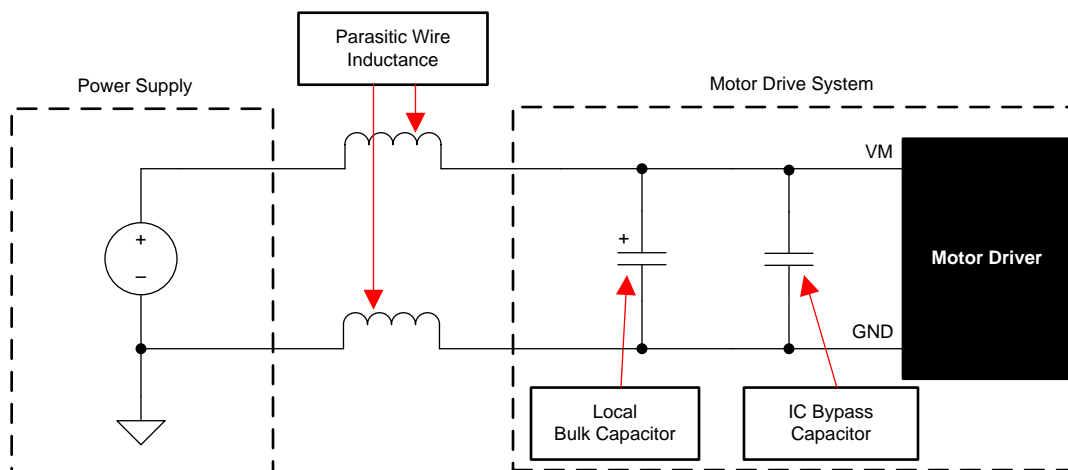 Parasitic Wire
Inductance
Power Supply
Motor Drive System
VM
+
–
+
Motor Driver
GND
Local
Bulk Capacitor
IC Bypass
Capacitor